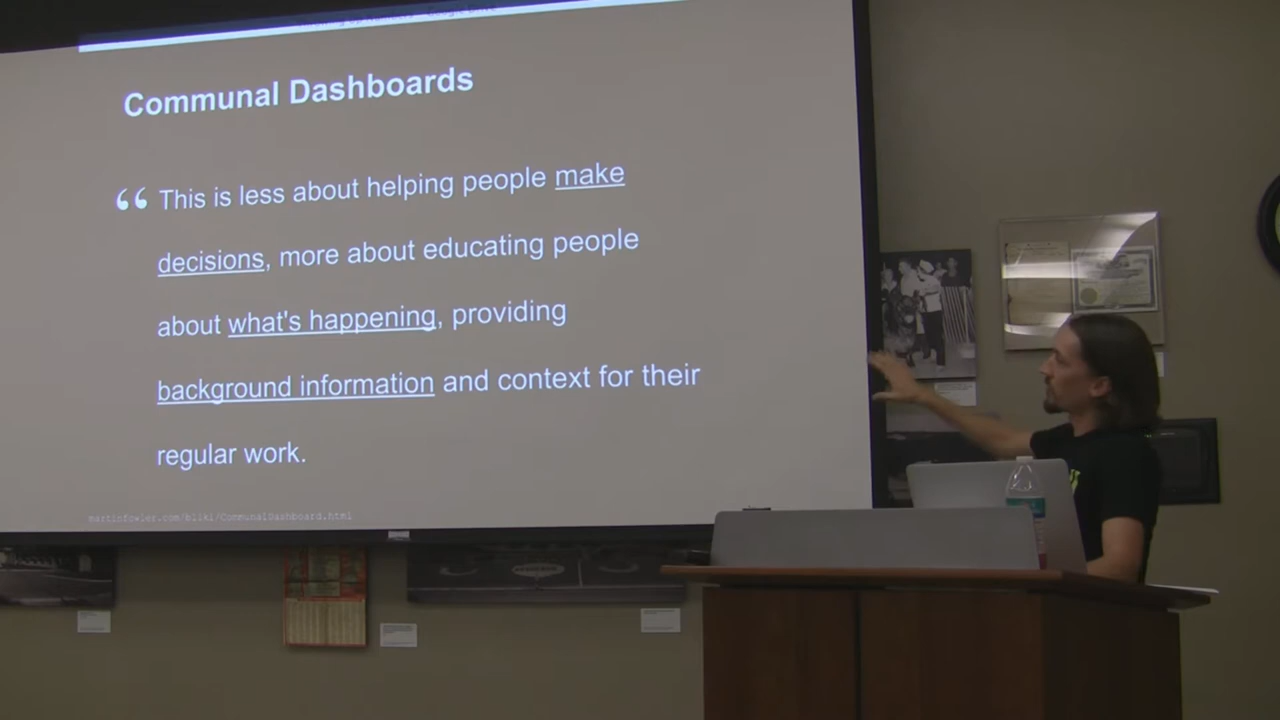 Communal Dashboards
“ This is less about helping people make
decisions, more about educating people
about what's happening, providing
background information and context for their
regular work.
martinfowler.com/bliki/CommunalDashboard.html